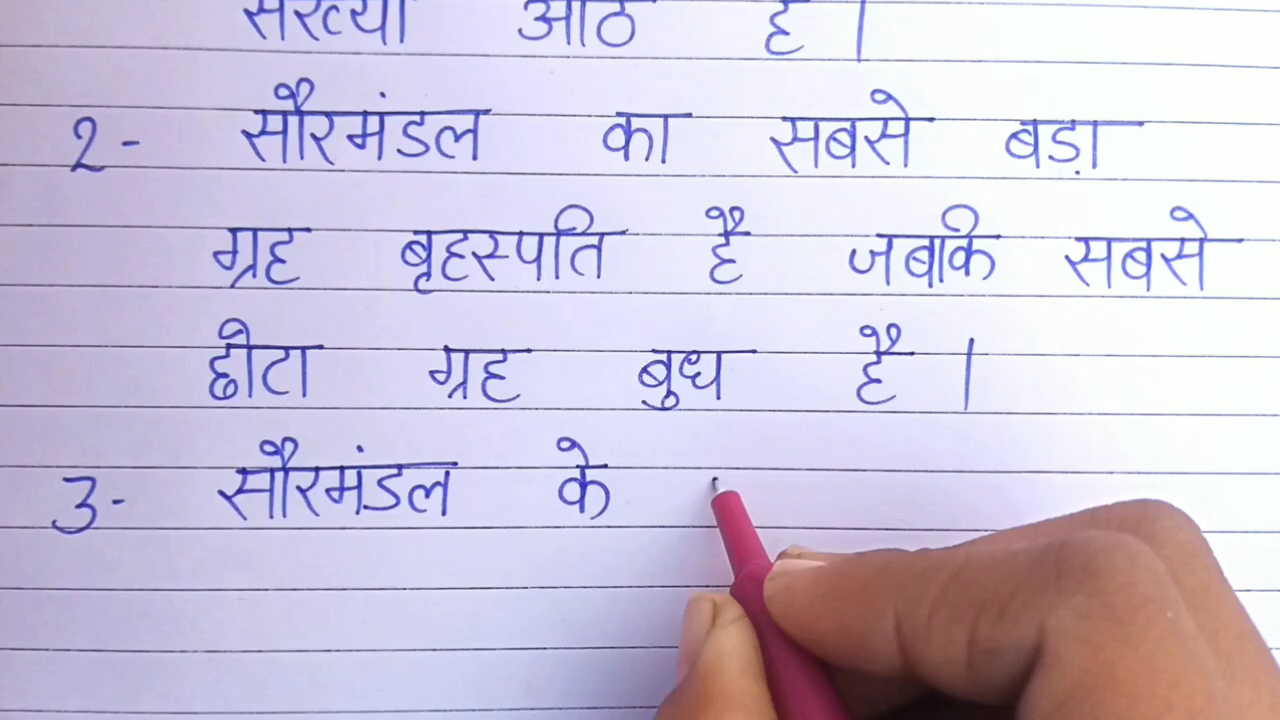 संख्या आठ है।
2- सौरमंडल का सबसे बड़ा
ग्रह बृहस्पति है जबकि सबसे
छोटा ग्रह बुध है।
3- सौरमंडल के